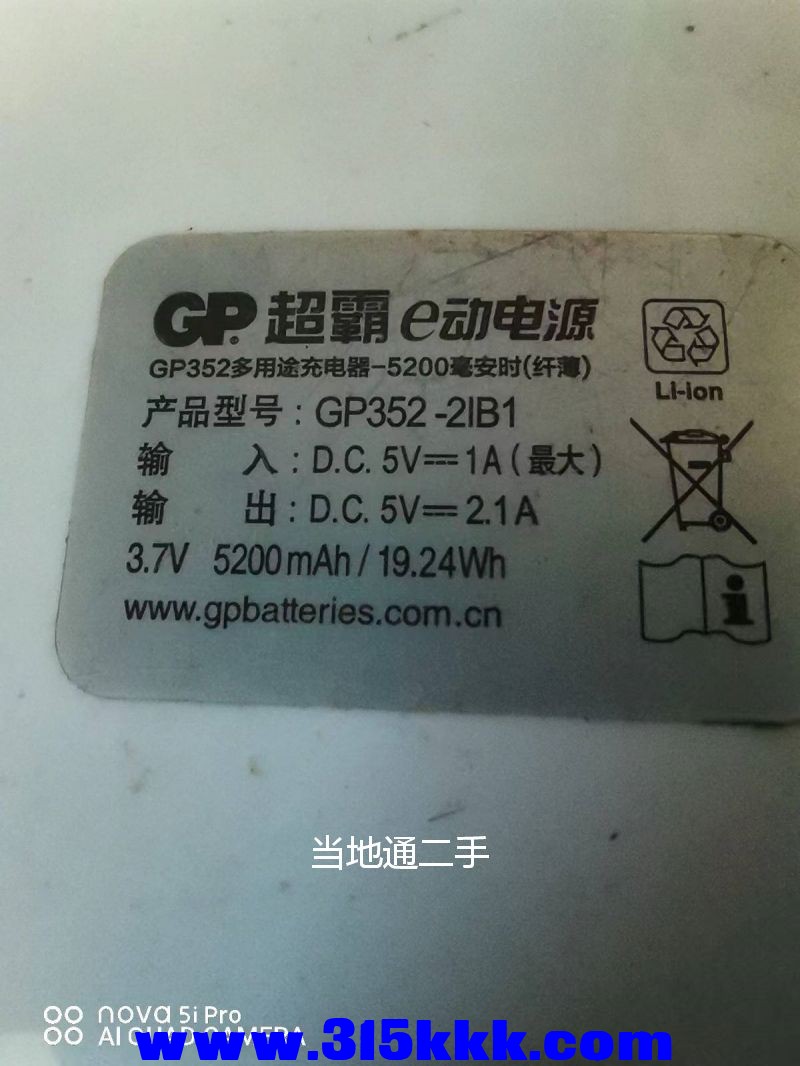 GP 超霸 e动电源
GP352多用途充电器-5200毫安时(纤薄)
Li-ion
产品型号：GP352-2IB1
输 入：D.C. 5V⎓1A(最大)
输 出：D.C. 5V⎓2.1A
3.7V 5200mAh/19.24Wh
www.gpbatteries.com.cn
当地通二手
nova 5i Pro
AI QUAD CAMERA
www.315kkk.com